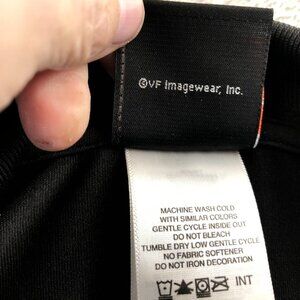 ©VF Imagewear, Inc.
MACHINE WASH COLD
WITH SIMILAR COLORS
GENTLE CYCLE INSIDE OUT
DO NOT BLEACH
TUMBLE DRY LOW GENTLE CYCLE
NO FABRIC SOFTENER
DO NOT IRON DECORATION
INT